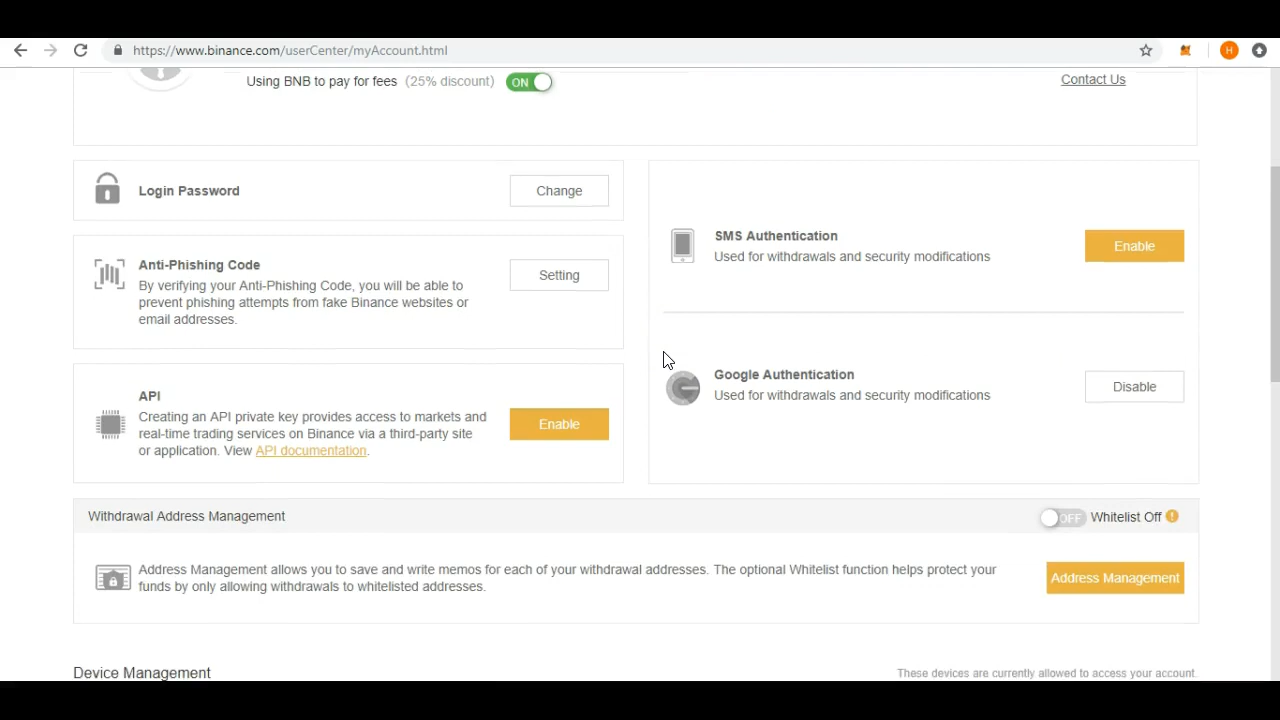 https://www.binance.com/userCenter/myAccount.html
H
Using BNB to pay for fees (25% discount) ON
Contact Us
Login Password
Change
Anti-Phishing Code
By verifying your Anti-Phishing Code, you will be able to
prevent phishing attempts from fake Binance websites or
email addresses.
Setting
API
Creating an API private key provides access to markets and
real-time trading services on Binance via a third-party site
or application. View API documentation.
Enable
SMS Authentication
Used for withdrawals and security modifications
Enable
Google Authentication
Used for withdrawals and security modifications
Disable
Withdrawal Address Management
OFF Whitelist Off
Address Management allows you to save and write memos for each of your withdrawal addresses. The optional Whitelist function helps protect your
funds by only allowing withdrawals to whitelisted addresses.
Address Management
Device Management
These devices are currently allowed to access your account.